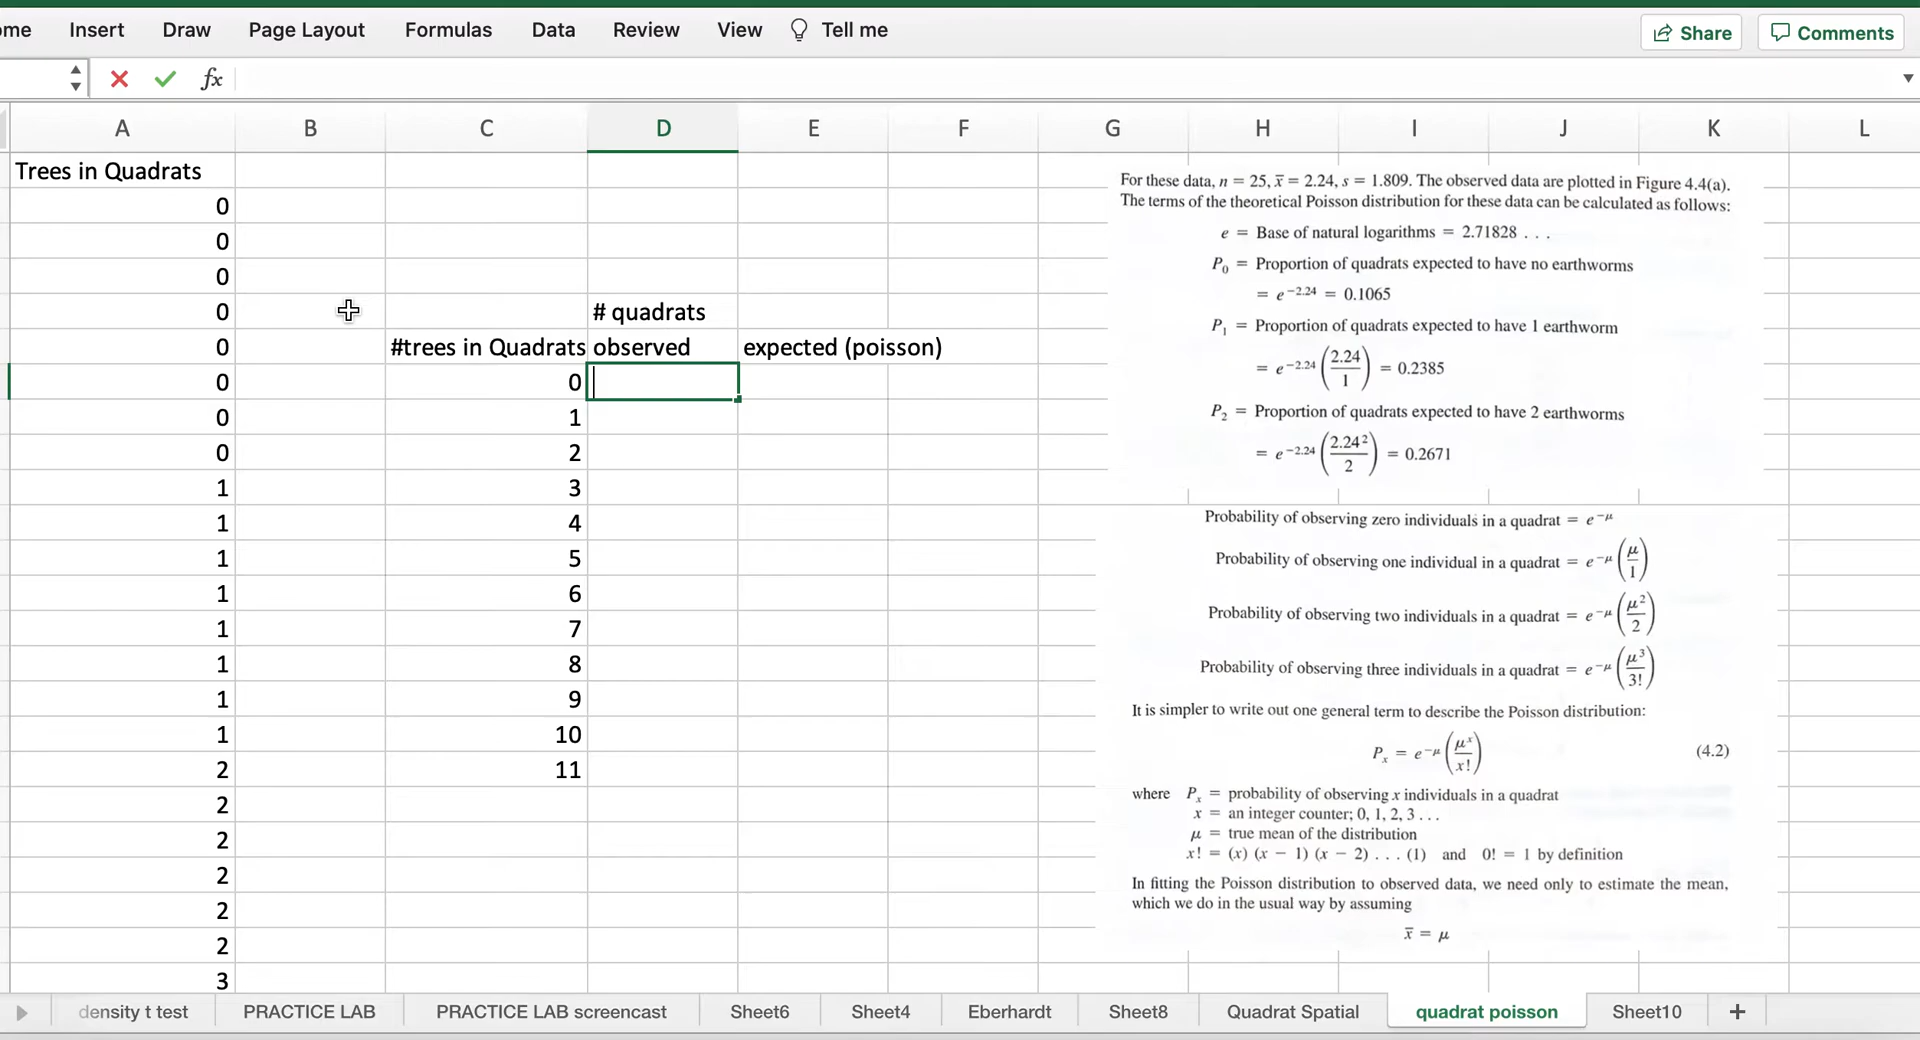 ome Insert Draw Page Layout Formulas Data Review View Tell me Share Comments
fx
A B C D E F G H I J K L
Trees in Quadrats
0
0
0
0 # quadrats
0 #trees in Quadrats observed expected (poisson)
0 0
0 1
0 2
1 3
1 4
1 5
1 6
1 7
1 8
1 9
1 10
2 11
2
2
2
2
2
3
For these data, n = 25, x̄ = 2.24, s = 1.809. The observed data are plotted in Figure 4.4(a).
The terms of the theoretical Poisson distribution for these data can be calculated as follows:
e = Base of natural logarithms = 2.71828 . . .
P₀ = Proportion of quadrats expected to have no earthworms
= e⁻²·²⁴ = 0.1065
P₁ = Proportion of quadrats expected to have 1 earthworm
= e⁻²·²⁴ (2.24/1) = 0.2385
P₂ = Proportion of quadrats expected to have 2 earthworms
= e⁻²·²⁴ (2.24²/2) = 0.2671
Probability of observing zero individuals in a quadrat = e⁻μ
Probability of observing one individual in a quadrat = e⁻μ (μ/1)
Probability of observing two individuals in a quadrat = e⁻μ (μ²/2)
Probability of observing three individuals in a quadrat = e⁻μ (μ³/3!)
It is simpler to write out one general term to describe the Poisson distribution:
Pₓ = e⁻μ (μˣ/x!) (4.2)
where Pₓ = probability of observing x individuals in a quadrat
x = an integer counter; 0, 1, 2, 3 . . .
μ = true mean of the distribution
x! = (x) (x − 1) (x − 2) . . . (1) and 0! = 1 by definition
In fitting the Poisson distribution to observed data, we need only to estimate the mean,
which we do in the usual way by assuming
x̄ = μ
density t test PRACTICE LAB PRACTICE LAB screencast Sheet6 Sheet4 Eberhardt Sheet8 Quadrat Spatial quadrat poisson Sheet10 +